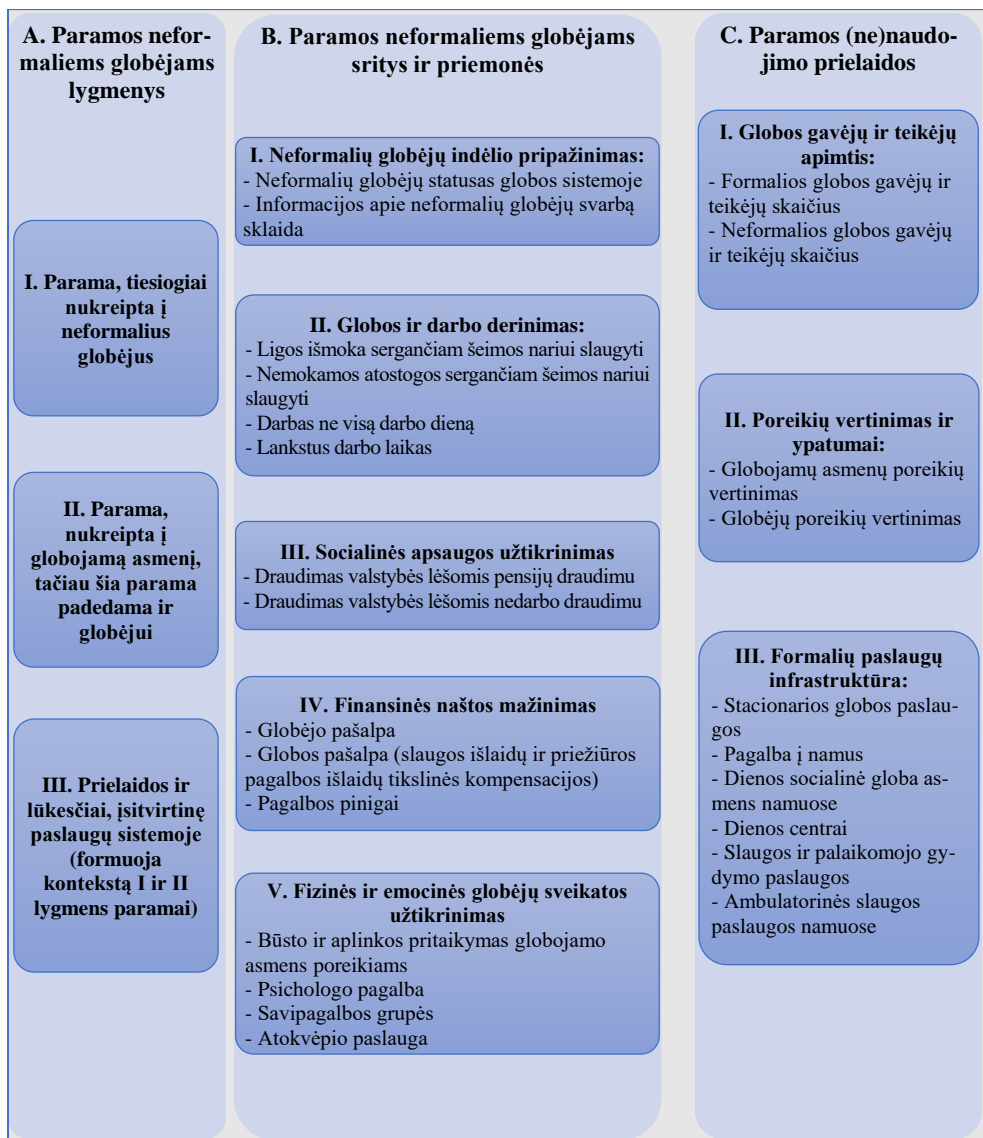 A. Paramos nefor-
maliems globėjams
lygmenys
I. Parama, tiesiogiai
nukreipta į
neformalius
globėjus
II. Parama,
nukreipta į
globojamą asmenį,
tačiau šia parama
padedama ir
globėjui
III. Prielaidos ir
lūkesčiai, įsitvirtinę
paslaugų sistemoje
(formuoja
kontekstą I ir II
lygmens paramai)
B. Paramos neformaliems globėjams
sritys ir priemonės
I. Neformalių globėjų indėlio pripažinimas:
- Neformalių globėjų statusas globos sistemoje
- Informacijos apie neformalių globėjų svarbą
sklaida
II. Globos ir darbo derinimas:
- Ligos išmoka sergančiam šeimos nariui slaugyti
- Nemokamos atostogos sergančiam šeimos nariui
slaugyti
- Darbas ne visą darbo dieną
- Lankstus darbo laikas
III. Socialinės apsaugos užtikrinimas
- Draudimas valstybės lėšomis pensijų draudimu
- Draudimas valstybės lėšomis nedarbo draudimu
IV. Finansinės naštos mažinimas
- Globėjo pašalpa
- Globos pašalpa (slaugos išlaidų ir priežiūros
pagalbos išlaidų tikslinės kompensacijos)
- Pagalbos pinigai
V. Fizinės ir emocinės globėjų sveikatos
užtikrinimas
- Būsto ir aplinkos pritaikymas globojamo
asmens poreikiams
- Psichologo pagalba
- Savipagalbos grupės
- Atokvėpio paslauga
C. Paramos (ne)naudo-
jimo prielaidos
I. Globos gavėjų ir teikėjų
apimtis:
- Formalios globos gavėjų ir
teikėjų skaičius
- Neformalios globos gavėjų
ir teikėjų skaičius
II. Poreikių vertinimas ir
ypatumai:
- Globojamų asmenų poreikių
vertinimas
- Globėjų poreikių vertinimas
III. Formalių paslaugų
infrastruktūra:
- Stacionarios globos paslau-
gos
- Pagalba į namus
- Dienos socialinė globa as-
mens namuose
- Dienos centrai
- Slaugos ir palaikomojo gy-
dymo paslaugos
- Ambulatorinės slaugos
paslaugos namuose